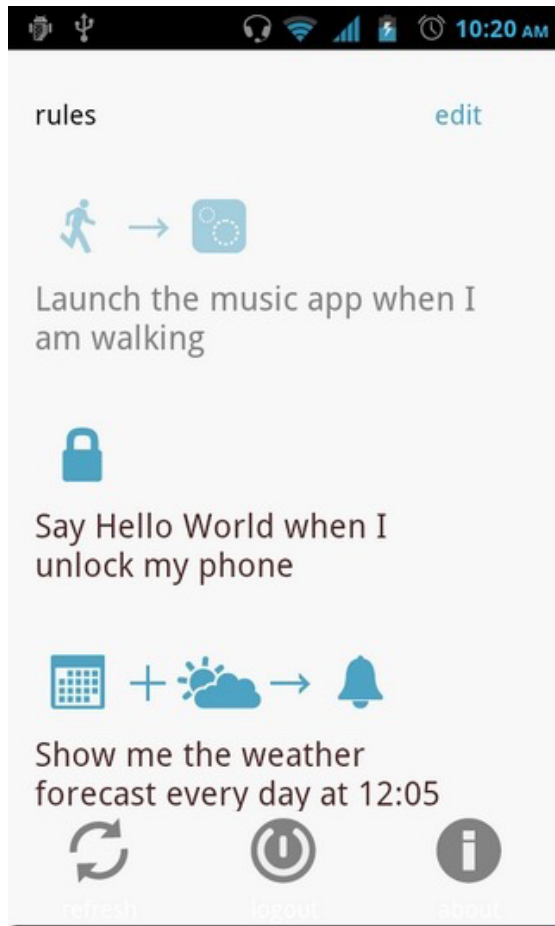 10:20 AM
rules
edit
Launch the music app when I
am walking
Say Hello World when I
unlock my phone
Show me the weather
forecast every day at 12:05
refresh
logout
about